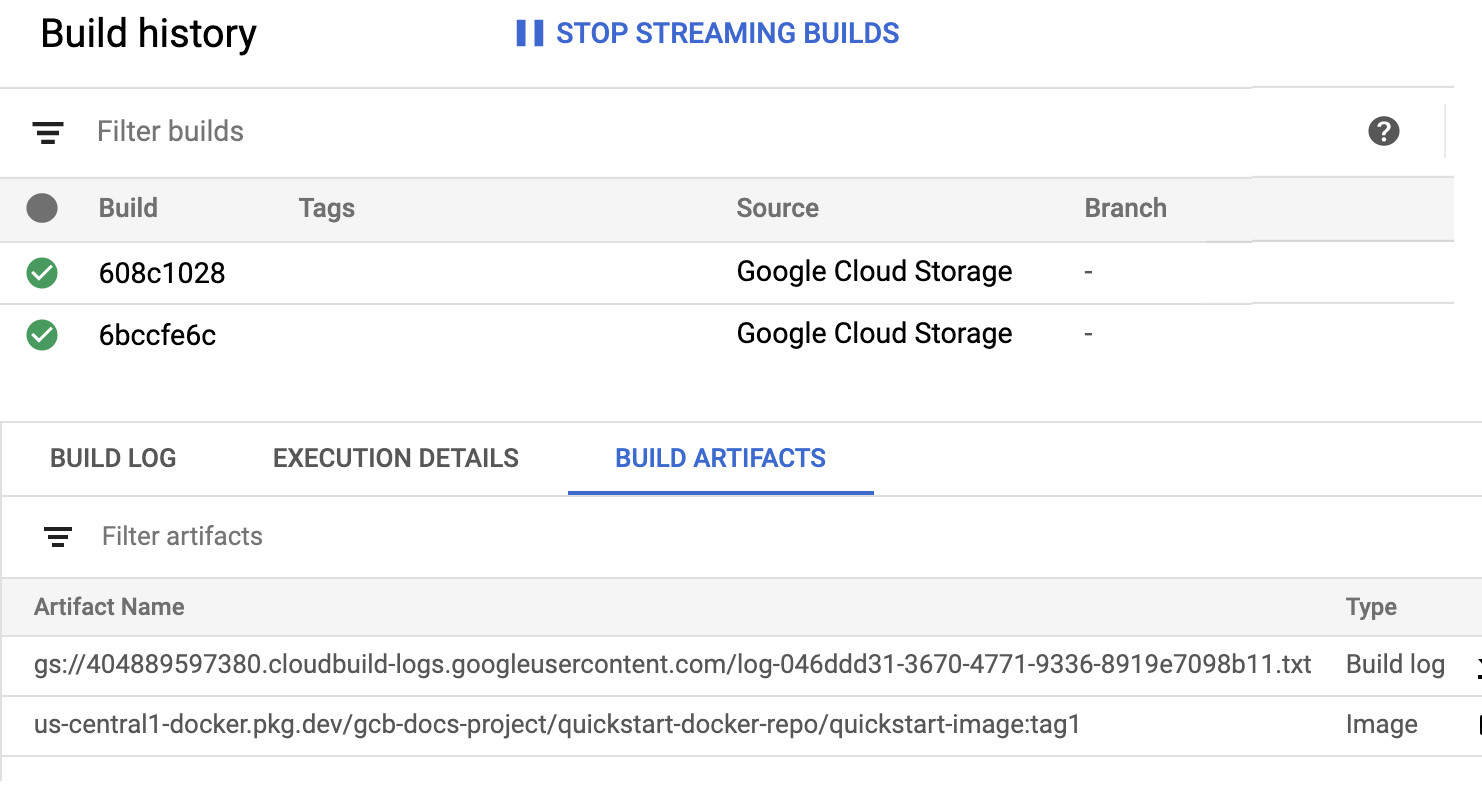 Build history STOP STREAMING BUILDS
Filter builds
Build Tags Source Branch
608c1028 Google Cloud Storage -
6bccfe6c Google Cloud Storage -
BUILD LOG EXECUTION DETAILS BUILD ARTIFACTS
Filter artifacts
Artifact Name Type
gs://404889597380.cloudbuild-logs.googleusercontent.com/log-046ddd31-3670-4771-9336-8919e7098b11.txt Build log
us-central1-docker.pkg.dev/gcb-docs-project/quickstart-docker-repo/quickstart-image:tag1 Image